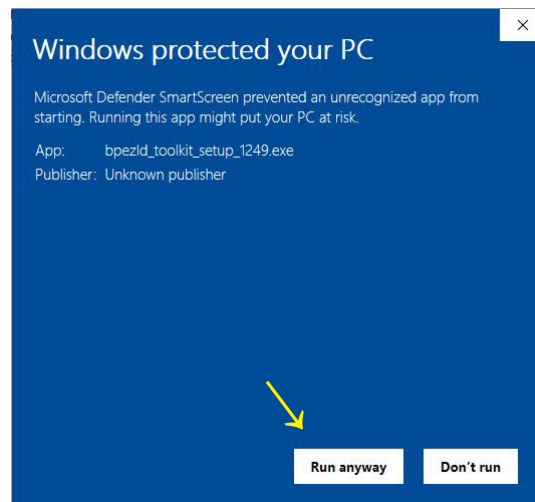 Windows protected your PC
Microsoft Defender SmartScreen prevented an unrecognized app from
starting. Running this app might put your PC at risk.
App: bpezld_toolkit_setup_1249.exe
Publisher: Unknown publisher
Run anyway
Don't run